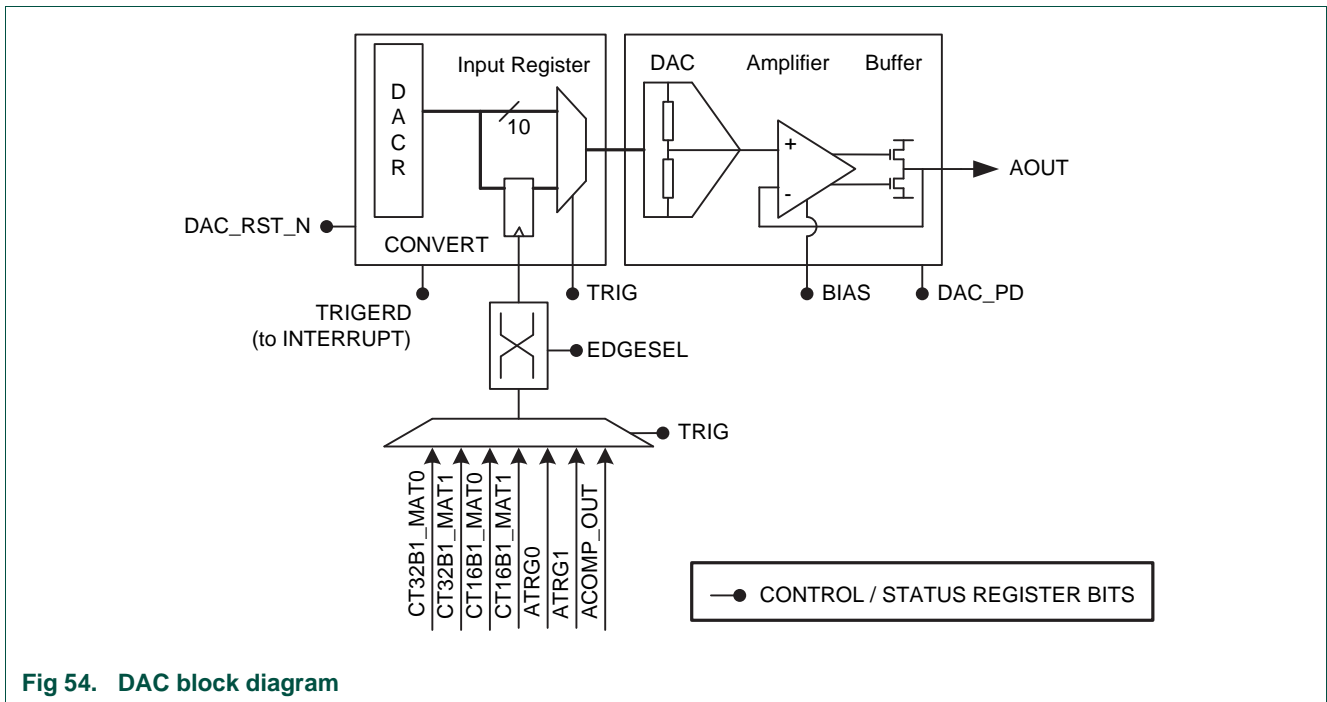 Input Register
DAC
Amplifier
Buffer
D
A
C
R
10
+
-
AOUT
DAC_RST_N
CONVERT
TRIGERD
(to INTERRUPT)
TRIG
BIAS
DAC_PD
EDGESEL
TRIG
CT32B1_MAT0
CT32B1_MAT1
CT16B1_MAT0
CT16B1_MAT1
ATRG0
ATRG1
ACOMP_OUT
CONTROL / STATUS REGISTER BITS
Fig 54. DAC block diagram